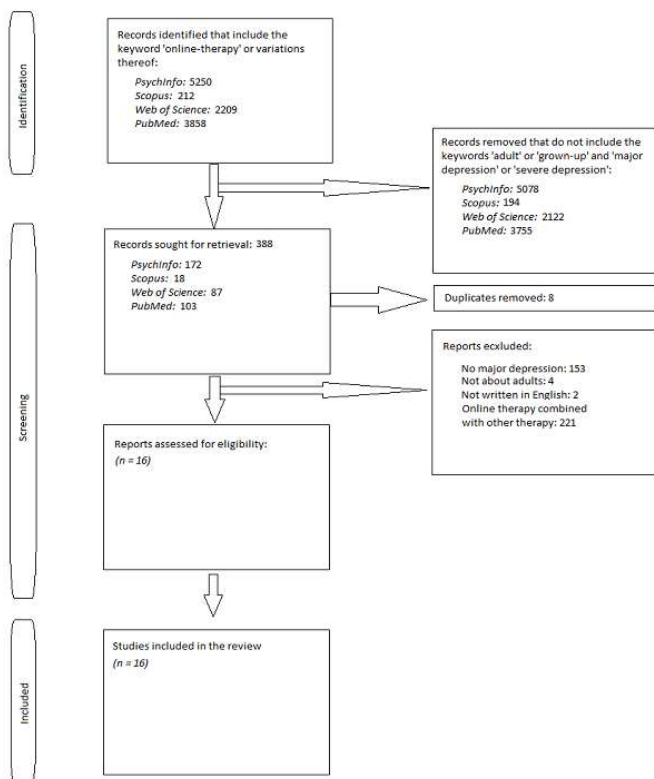 Identification
Records identified that include the
keyword 'online-therapy' or variations
thereof:
PsychInfo: 5250
Scopus: 212
Web of Science: 2209
PubMed: 3858
Records removed that do not include the
keywords 'adult' or 'grown-up' and 'major
depression' or 'severe depression':
PsychInfo: 5078
Scopus: 194
Web of Science: 2122
PubMed: 3755
Screening
Records sought for retrieval: 388
PsychInfo: 172
Scopus: 18
Web of Science: 87
PubMed: 103
Duplicates removed: 8
Reports ecxluded:
No major depression: 153
Not about adults: 4
Not written in English: 2
Online therapy combined
with other therapy: 221
Reports assessed for eligibility:
(n = 16)
Included
Studies included in the review
(n = 16)